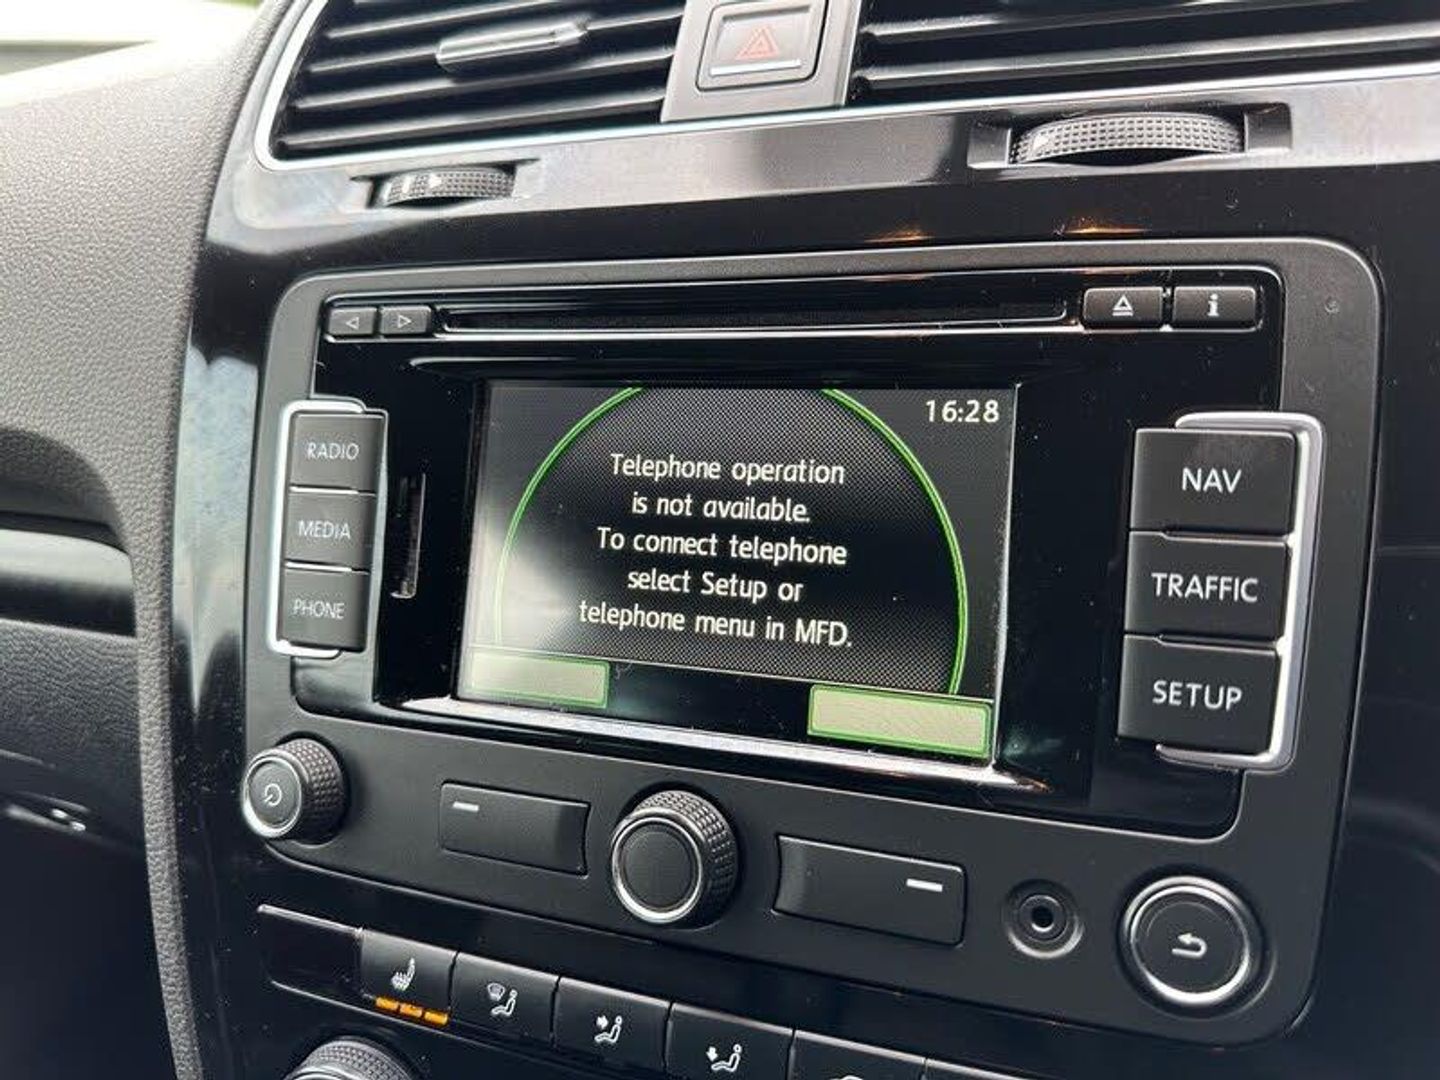 16:28
Telephone operation
is not available.
To connect telephone
select Setup or
telephone menu in MFD.
RADIO
MEDIA
PHONE
NAV
TRAFFIC
SETUP
i